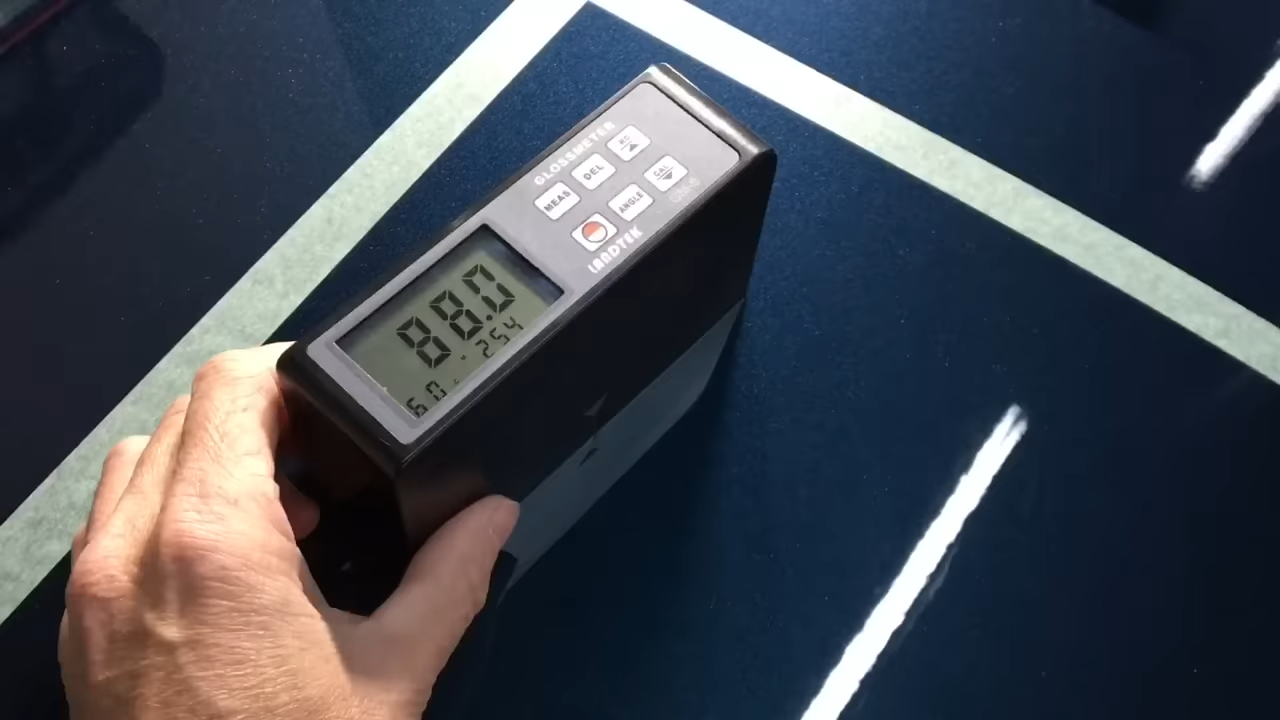 GLOSSMETER
MEAS DEL
ANGLE CAL
LANDTEK
88.0
254
60°